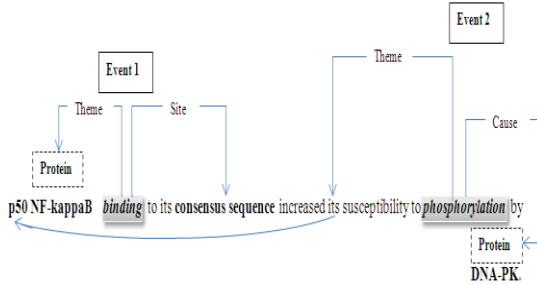 Event 2
Event 1
Theme
Theme
Site
Cause
Protein
p50 NF-kappaB binding to its consensus sequence increased its susceptibility to phosphorylation by
Protein
DNA-PK.